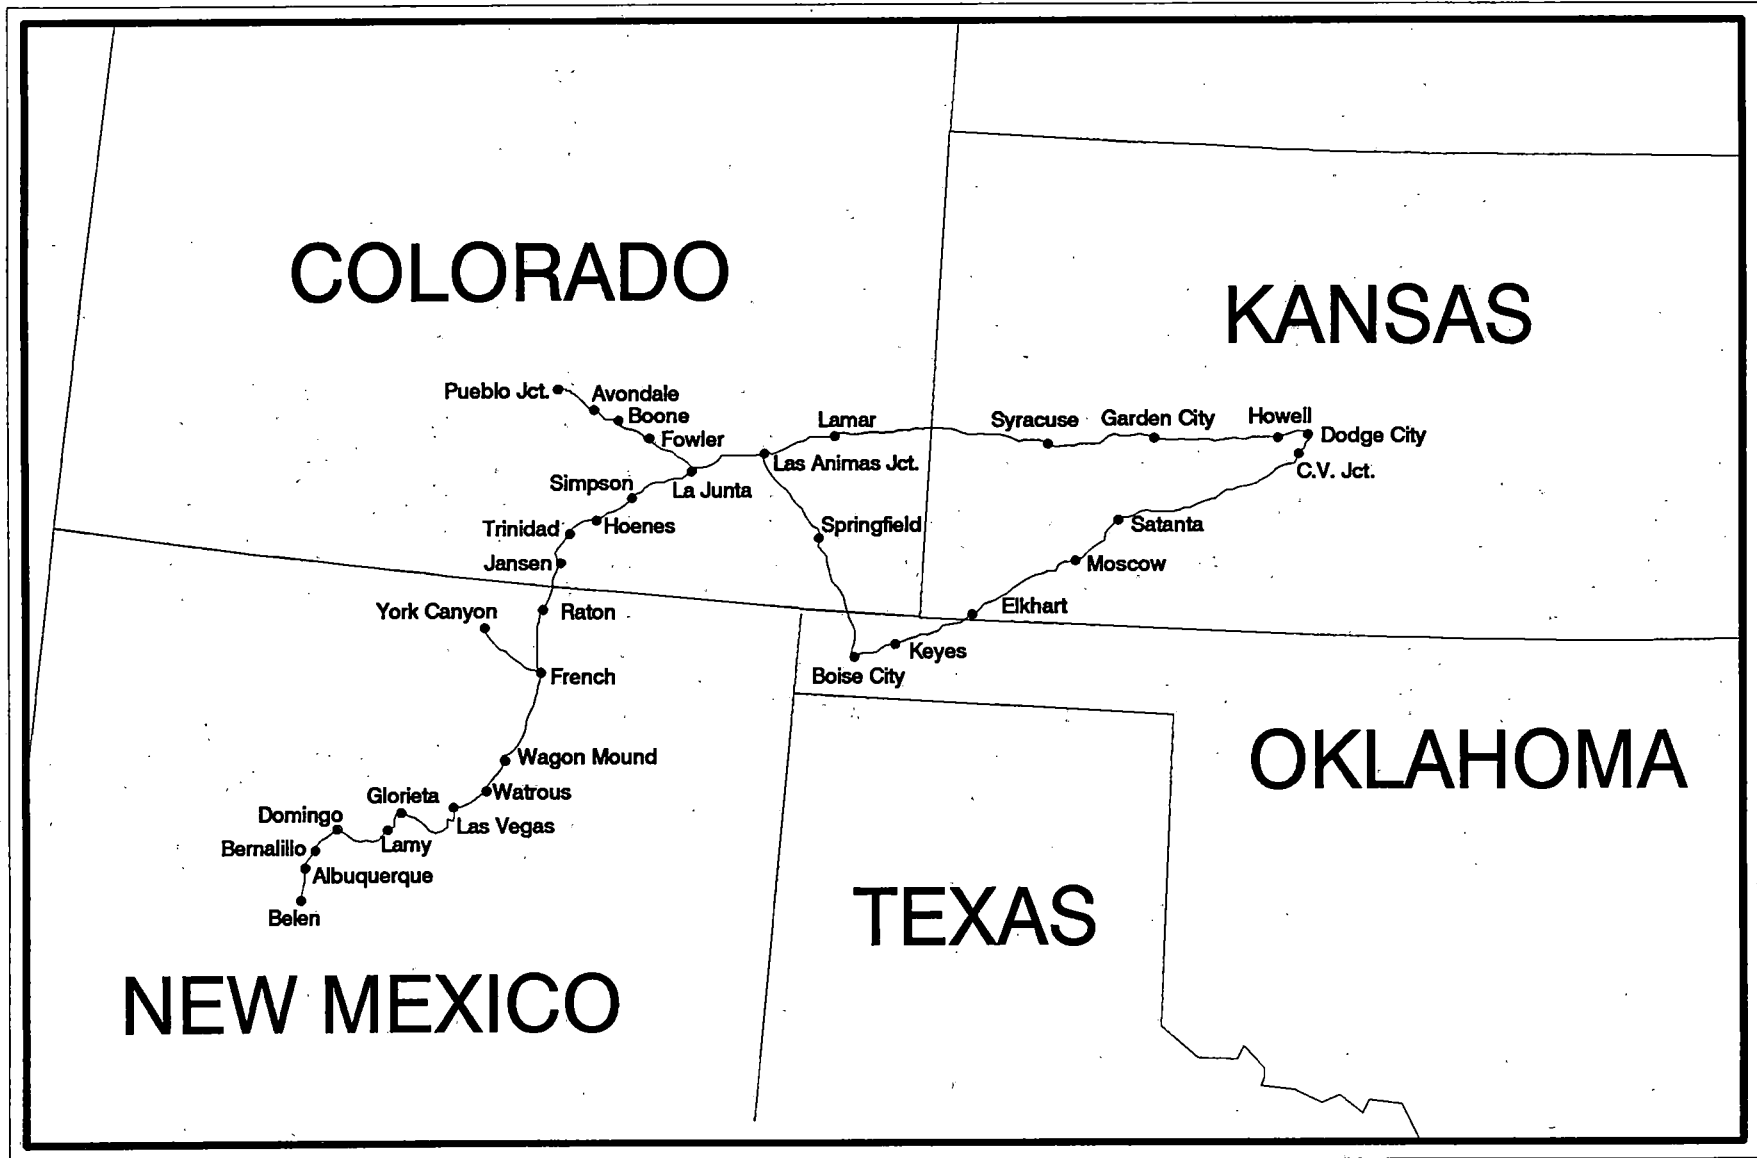 COLORADO
KANSAS
Pueblo Jct.
Avondale
Boone
Fowler
Lamar
Syracuse
Garden City
Howell
Dodge City
Las Animas Jct.
C.V. Jct.
Simpson
La Junta
Trinidad
Hoenes
Springfield
Satanta
Jansen
Moscow
York Canyon
Raton
Elkhart
Keyes
French
Boise City
Wagon Mound
OKLAHOMA
Glorieta
Watrous
Domingo
Las Vegas
Bernalillo
Lamy
Albuquerque
Belen
TEXAS
NEW MEXICO